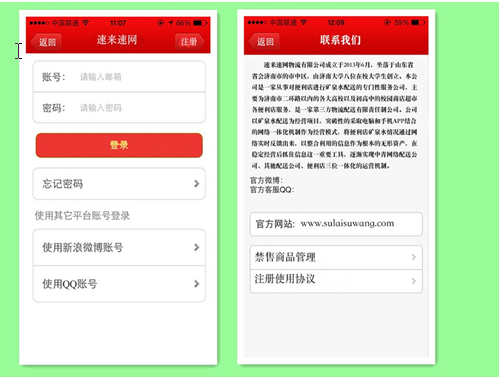 中国联通 11:07 66%
返回 速来速网 注册
账号: 请输入邮箱
密码: 请输入密码
登录
忘记密码
使用其它平台账号登录
使用新浪微博账号
使用QQ账号
中国联通 12:09 59%
返回 联系我们
速来速网物流有限公司成立于2013年6月，坐落于山东省
省会济南市的市中区，由济南大学八位在校大学生创立。本公
司是一家从事对便利店进行矿泉水配送的专门性服务公司，主
要为济南市二环路以内的各大高校以及初高中的校园商店超市
各便利店服务，是一家第三方物流配送有限责任制公司。公司
以矿泉水配送为经营项目，突破性的采取电脑和手机APP结合
的网络一体化机制作为经营模式，将便利店矿泉水情况通过网
络实时反馈出来，以整合利用的信息作为根本的无形资产，在
稳定经营后抓住信息这一重要工具，逐渐实现中青网络配送公
司、其他配送公司、便利店三位一体化的运营机制。
官方微博:
官方客服QQ:
官方网站: www.sulaisuwang.com
禁售商品管理
注册使用协议